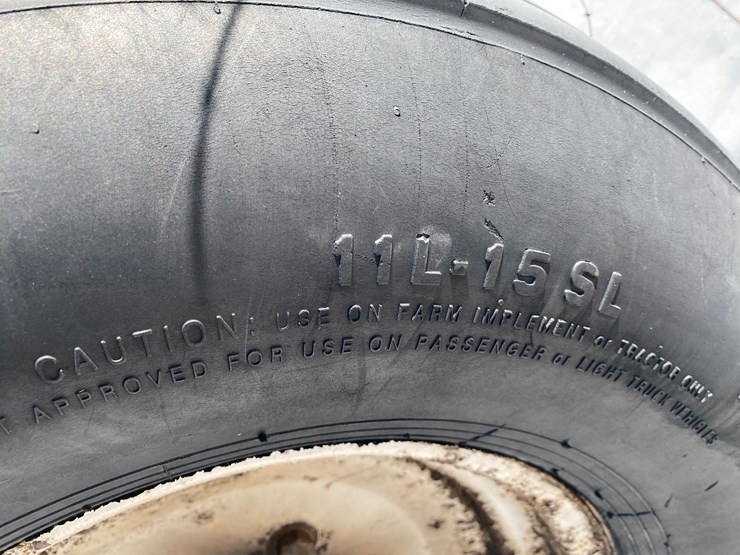 11L-15 SL
CAUTION: USE ON FARM IMPLEMENT or TRACTOR ONLY
T APPROVED FOR USE ON PASSENGER or LIGHT TRUCK VEHICLES